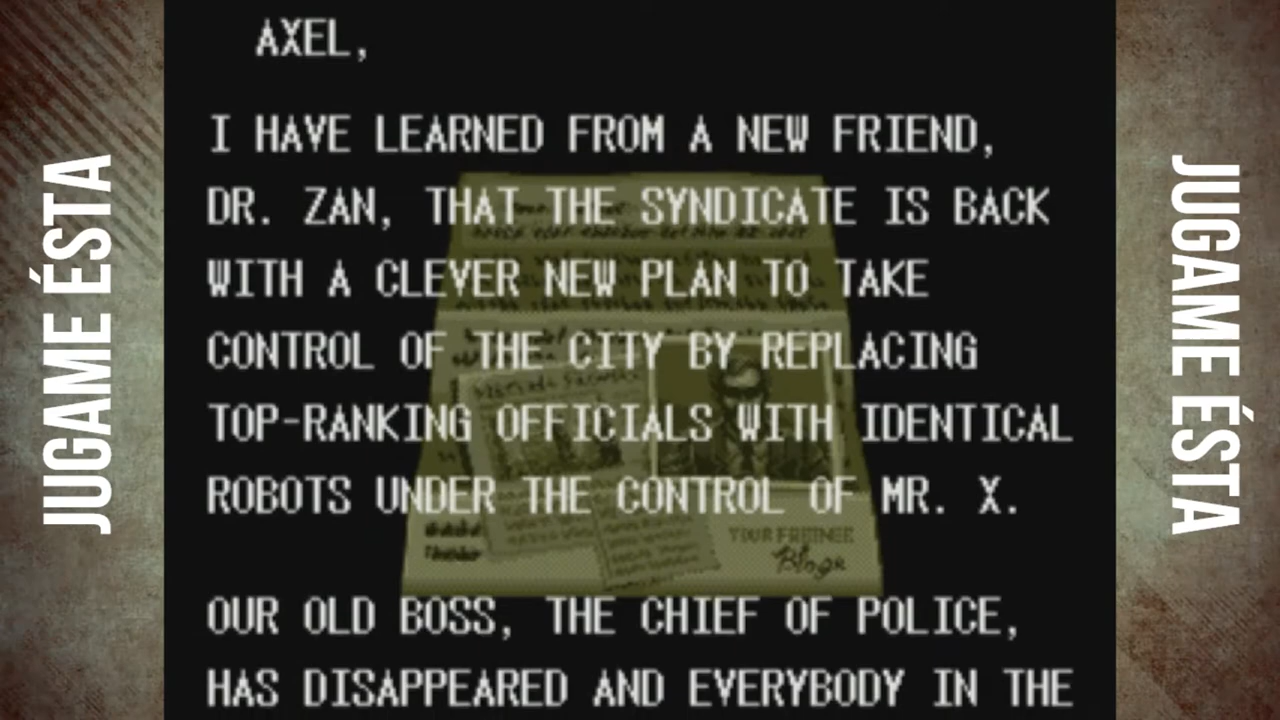 JUGAME ÉSTA
AXEL,
I HAVE LEARNED FROM A NEW FRIEND,
DR. ZAN, THAT THE SYNDICATE IS BACK
WITH A CLEVER NEW PLAN TO TAKE
CONTROL OF THE CITY BY REPLACING
TOP-RANKING OFFICIALS WITH IDENTICAL
ROBOTS UNDER THE CONTROL OF MR. X.
YOUR
OUR OLD BOSS, THE CHIEF OF POLICE,
HAS DISAPPEARED AND EVERYBODY IN THE
JUGAME ÉSTA